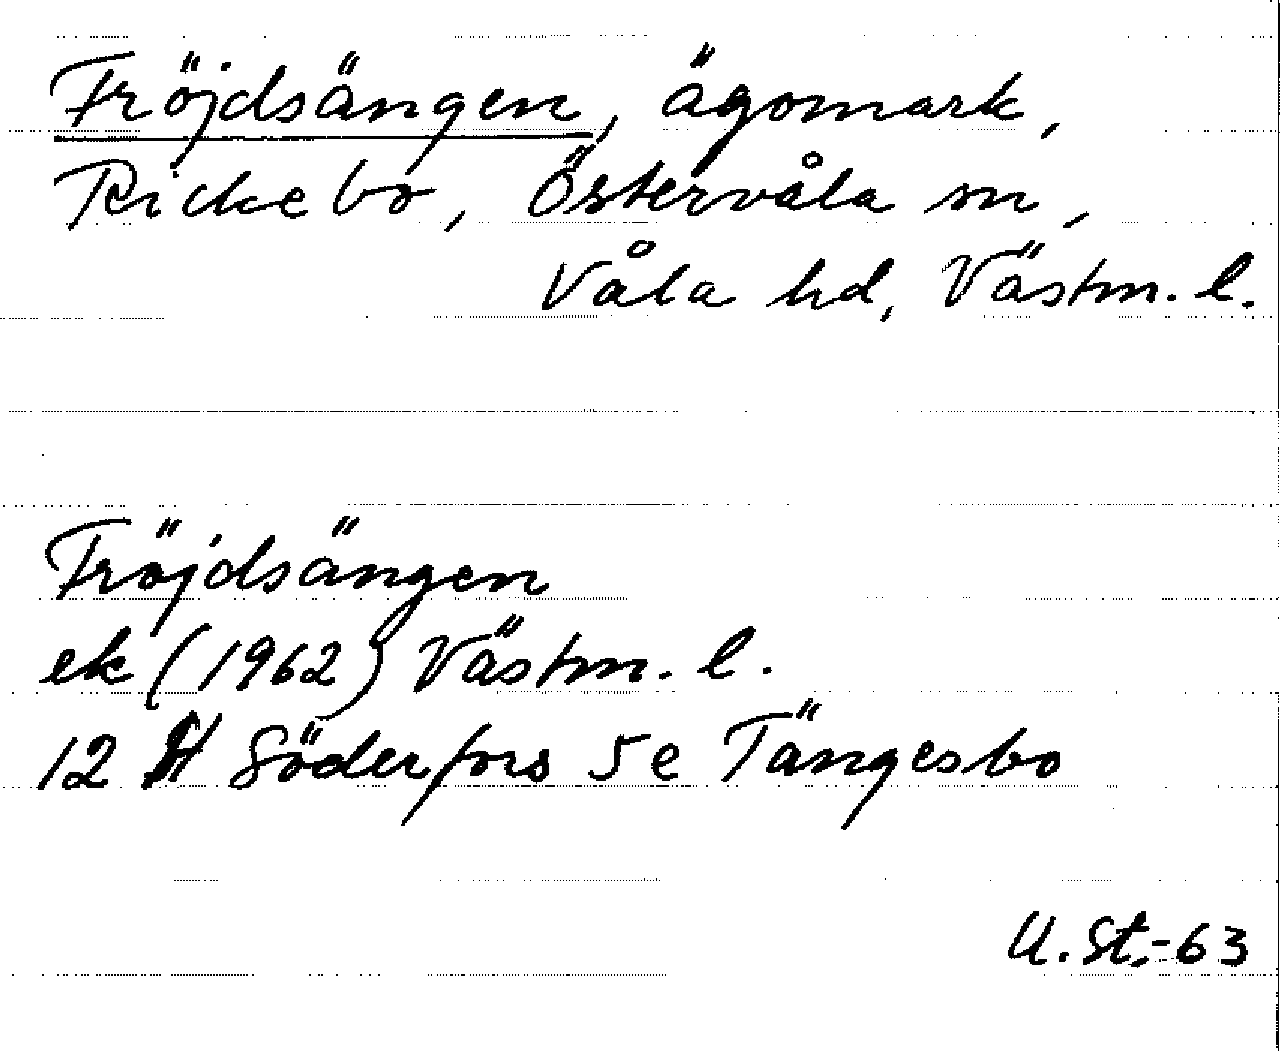 Fröjdsängen, ägomark,
Rickebo, Östervåla sn,
Våla hd, Västm. l.
Fröjdsängen
ek (1962) Västm. l.
12 H Söderfors 5e Tängesbo
U. St.-63